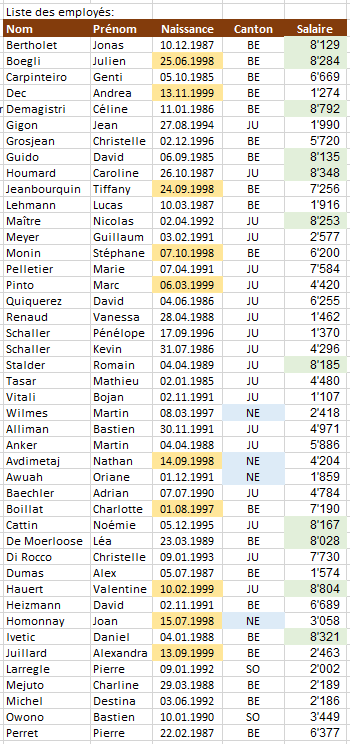 Liste des employés:
Nom Prénom Naissance Canton Salaire
Bertholet Jonas 10.12.1987 BE 8'129
Boegli Julien 25.06.1998 BE 8'284
Carpinteiro Genti 05.10.1985 BE 6'669
Dec Andrea 13.11.1999 BE 1'274
Demagistri Céline 11.01.1986 BE 8'792
Gigon Jean 27.08.1994 JU 1'990
Grosjean Christelle 02.12.1996 BE 5'720
Guido David 06.09.1985 BE 8'135
Houmard Caroline 26.10.1987 JU 8'348
Jeanbourquin Tiffany 24.09.1998 BE 7'256
Lehmann Lucas 10.03.1987 BE 1'916
Maître Nicolas 02.04.1992 JU 8'253
Meyer Guillaum 03.02.1991 JU 2'577
Monin Stéphane 07.10.1998 BE 6'200
Pelletier Marie 07.04.1991 JU 7'584
Pinto Marc 06.03.1999 JU 4'420
Quiquerez David 04.06.1986 JU 6'255
Renaud Vanessa 28.04.1988 JU 1'462
Schaller Pénélope 17.09.1996 JU 1'370
Schaller Kevin 31.07.1986 JU 4'296
Stalder Romain 04.04.1989 JU 8'185
Tasar Mathieu 02.01.1985 JU 4'480
Vitali Bojan 02.11.1991 JU 1'107
Wilmes Martin 08.03.1997 NE 2'418
Alliman Bastien 30.11.1991 JU 4'971
Anker Martin 04.04.1988 JU 5'886
Avdimetaj Nathan 14.09.1998 NE 4'204
Awuah Oriane 01.12.1991 NE 1'859
Baechler Adrian 07.07.1990 JU 4'784
Boillat Charlotte 01.08.1997 BE 7'190
Cattin Noémie 05.12.1995 JU 8'167
De Moerloose Léa 23.03.1989 BE 8'028
Di Rocco Christelle 09.01.1993 JU 7'730
Dumas Alex 05.07.1987 BE 1'574
Hauert Valentine 10.02.1999 JU 8'804
Heizmann David 02.11.1991 BE 6'689
Homonnay Joan 15.07.1998 NE 3'058
Ivetic Daniel 04.01.1988 BE 8'321
Juillard Alexandra 13.09.1999 BE 2'463
Larregle Pierre 09.01.1992 SO 2'002
Mejuto Charline 29.03.1988 BE 2'189
Michel Destina 03.06.1992 BE 2'186
Owono Bastien 10.01.1990 SO 3'449
Perret Pierre 22.02.1987 BE 6'377